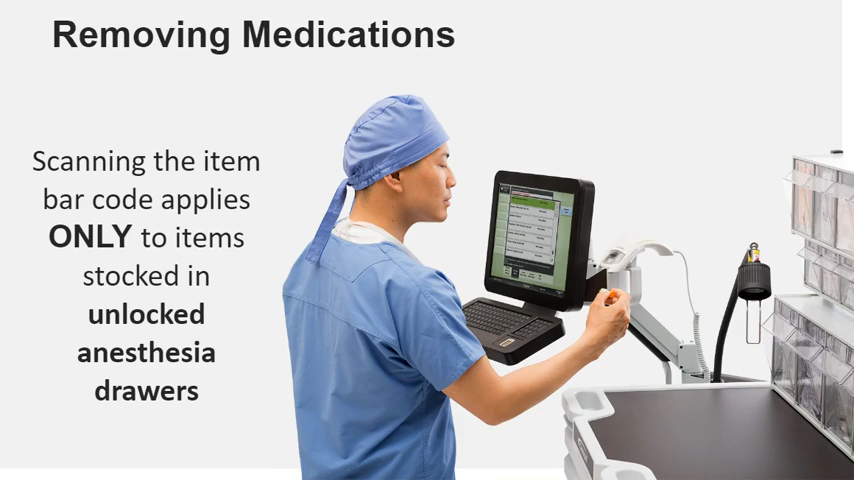 Removing Medications
Scanning the item
bar code applies
ONLY to items
stocked in
unlocked
anesthesia
drawers